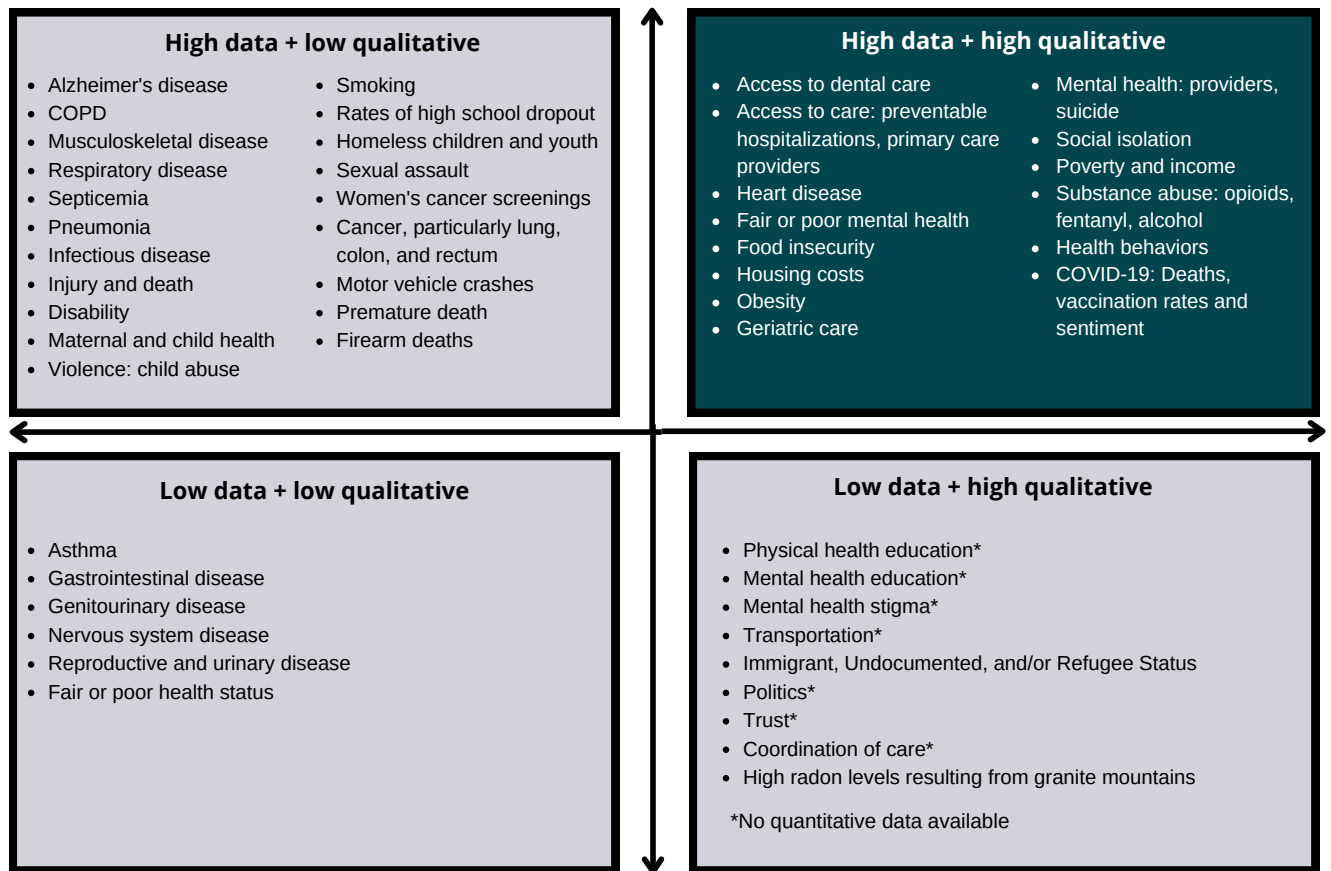 High data + low qualitative
Alzheimer's disease
COPD
Musculoskeletal disease
Respiratory disease
Septicemia
Pneumonia
Infectious disease
Injury and death
Disability
Maternal and child health
Violence: child abuse
Smoking
Rates of high school dropout
Homeless children and youth
Sexual assault
Women's cancer screenings
Cancer, particularly lung,
colon, and rectum
Motor vehicle crashes
Premature death
Firearm deaths
High data + high qualitative
Access to dental care
Access to care: preventable
hospitalizations, primary care
providers
Heart disease
Fair or poor mental health
Food insecurity
Housing costs
Obesity
Geriatric care
Mental health: providers,
suicide
Social isolation
Poverty and income
Substance abuse: opioids,
fentanyl, alcohol
Health behaviors
COVID-19: Deaths,
vaccination rates and
sentiment
Low data + low qualitative
Asthma
Gastrointestinal disease
Genitourinary disease
Nervous system disease
Reproductive and urinary disease
Fair or poor health status
Low data + high qualitative
Physical health education*
Mental health education*
Mental health stigma*
Transportation*
Immigrant, Undocumented, and/or Refugee Status
Politics*
Trust*
Coordination of care*
High radon levels resulting from granite mountains
*No quantitative data available